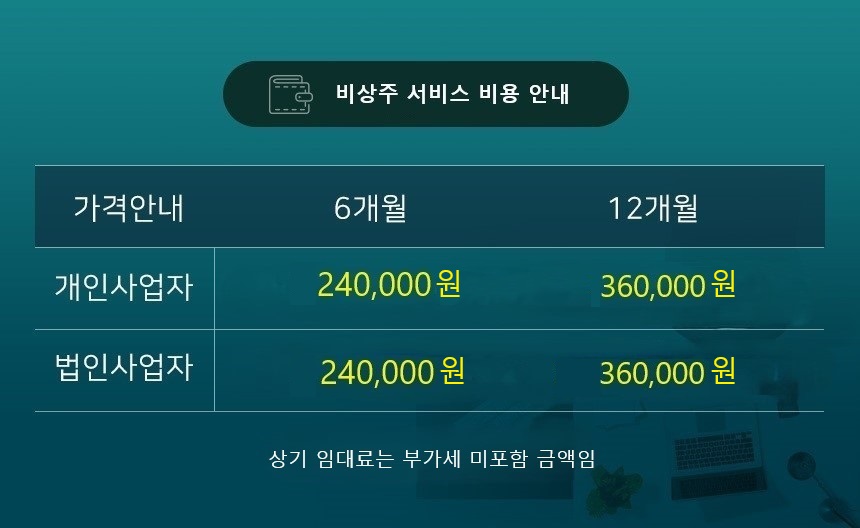 비상주 서비스 비용 안내
가격안내 6개월 12개월
개인사업자 240,000원 360,000원
법인사업자 240,000원 360,000원
상기 임대료는 부가세 미포함 금액임